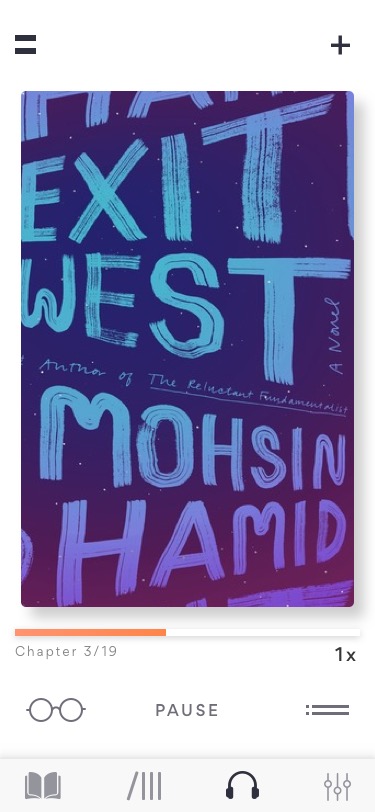 EXIT
WEST
A Novel
Author of The Reluctant Fundamentalist
MOHSIN
HAMID
Chapter 3/19
1x
PAUSE